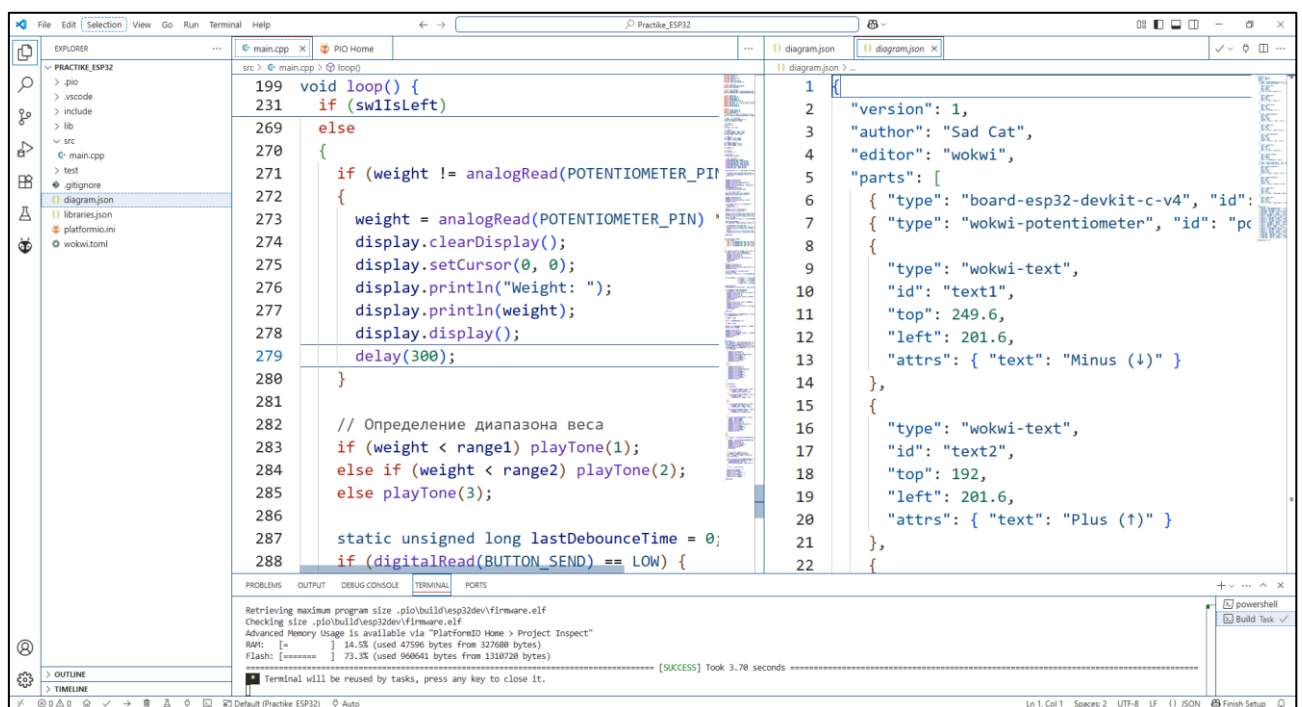 File Edit Selection View Go Run Terminal Help
Practike_ESP32
EXPLORER
PRACTIKE_ESP32
.pio
.vscode
include
lib
src
main.cpp
test
.gitignore
diagram.json
libraries.json
platformio.ini
wokwi.toml
OUTLINE
TIMELINE
main.cpp
PIO Home
src > main.cpp > loop()
199 void loop() {
231 if (sw1IsLeft)
269 else
270 {
271 if (weight != analogRead(POTENTIOMETER_PIN
272 {
273 weight = analogRead(POTENTIOMETER_PIN) *
274 display.clearDisplay();
275 display.setCursor(0, 0);
276 display.println("Weight: ");
277 display.println(weight);
278 display.display();
279 delay(300);
280 }
281
282 // Определение диапазона веса
283 if (weight < range1) playTone(1);
284 else if (weight < range2) playTone(2);
285 else playTone(3);
286
287 static unsigned long lastDebounceTime = 0;
288 if (digitalRead(BUTTON_SEND) == LOW) {
diagram.json
diagram.json
diagram.json > ...
1 {
2 "version": 1,
3 "author": "Sad Cat",
4 "editor": "wokwi",
5 "parts": [
6 { "type": "board-esp32-devkit-c-v4", "id":
7 { "type": "wokwi-potentiometer", "id": "po
8 {
9 "type": "wokwi-text",
10 "id": "text1",
11 "top": 249.6,
12 "left": 201.6,
13 "attrs": { "text": "Minus (↓)" }
14 },
15 {
16 "type": "wokwi-text",
17 "id": "text2",
18 "top": 192,
19 "left": 201.6,
20 "attrs": { "text": "Plus (↑)" }
21 },
22 {
PROBLEMS OUTPUT DEBUG CONSOLE TERMINAL PORTS
Retrieving maximum program size .pio\build\esp32dev\firmware.elf
Checking size .pio\build\esp32dev\firmware.elf
Advanced Memory Usage is available via "PlatformIO Home > Project Inspect"
RAM: [= ] 14.5% (used 47596 bytes from 327680 bytes)
Flash: [======= ] 73.3% (used 960641 bytes from 1310720 bytes)
[SUCCESS] Took 3.70 seconds
* Terminal will be reused by tasks, press any key to close it.
powershell
Build Task
0 0 0 Default (Practike_ESP32) Auto
Ln 1, Col 1 Spaces: 2 UTF-8 LF {} JSON Finish Setup